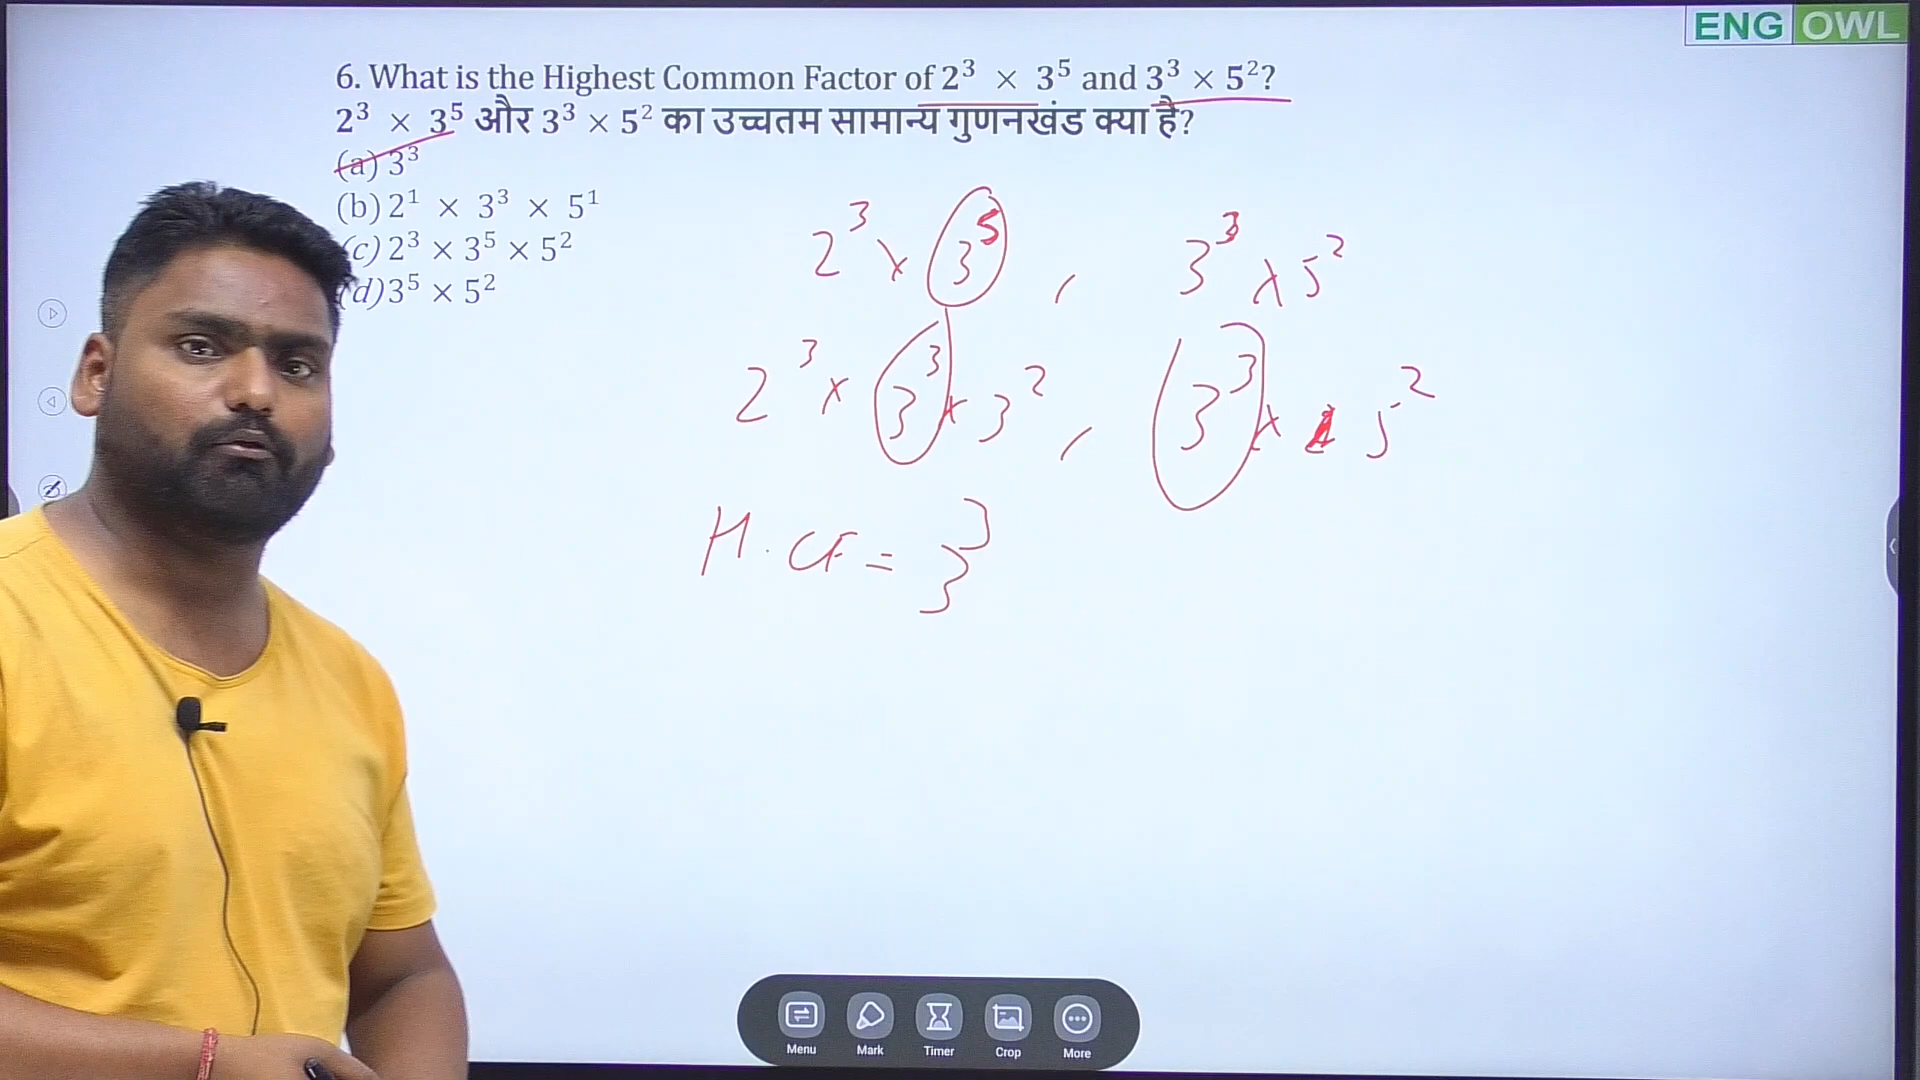 ENG OWL
6. What is the Highest Common Factor of 2³ × 3⁵ and 3³ × 5²?
2³ × 3⁵ और 3³ × 5² का उच्चतम सामान्य गुणनखंड क्या है?
(a) 3³
(b) 2¹ × 3³ × 5¹
(c) 2³ × 3⁵ × 5²
(d) 3⁵ × 5²
2³ × 3⁵ , 3³ × 5²
2³ × 3³ × 3² , 3³ × 5²
H.CF = 3³
Menu Mark Timer Crop More